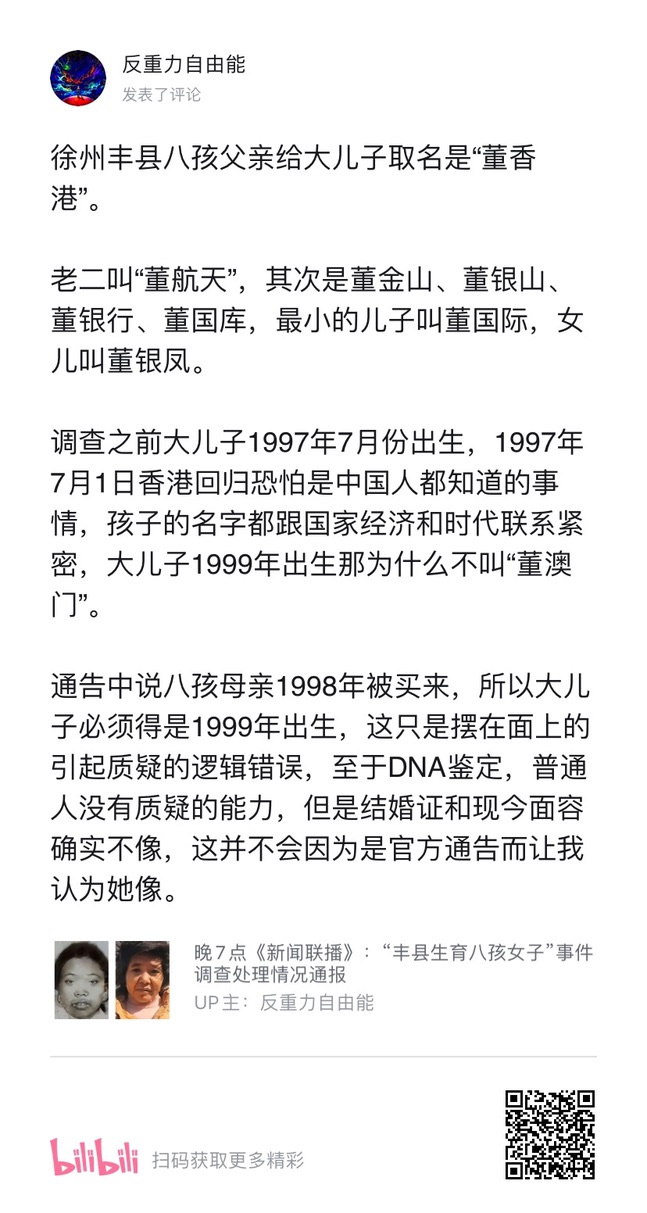 反重力自由能
发表了评论
徐州丰县八孩父亲给大儿子取名是“董香
港”。
老二叫“董航天”，其次是董金山、董银山、
董银行、董国库，最小的儿子叫董国际，女
儿叫董银凤。
调查之前大儿子1997年7月份出生，1997年
7月1日香港回归恐怕是中国人都知道的事
情，孩子的名字都跟国家经济和时代联系紧
密，大儿子1999年出生那为什么不叫“董澳
门”。
通告中说八孩母亲1998年被买来，所以大儿
子必须得是1999年出生，这只是摆在面上的
引起质疑的逻辑错误，至于DNA鉴定，普通
人没有质疑的能力，但是结婚证和现今面容
确实不像，这并不会因为是官方通告而让我
认为她像。
晚7点《新闻联播》：“丰县生育八孩女子”事件
调查处理情况通报
UP主：反重力自由能
bilibili 扫码获取更多精彩